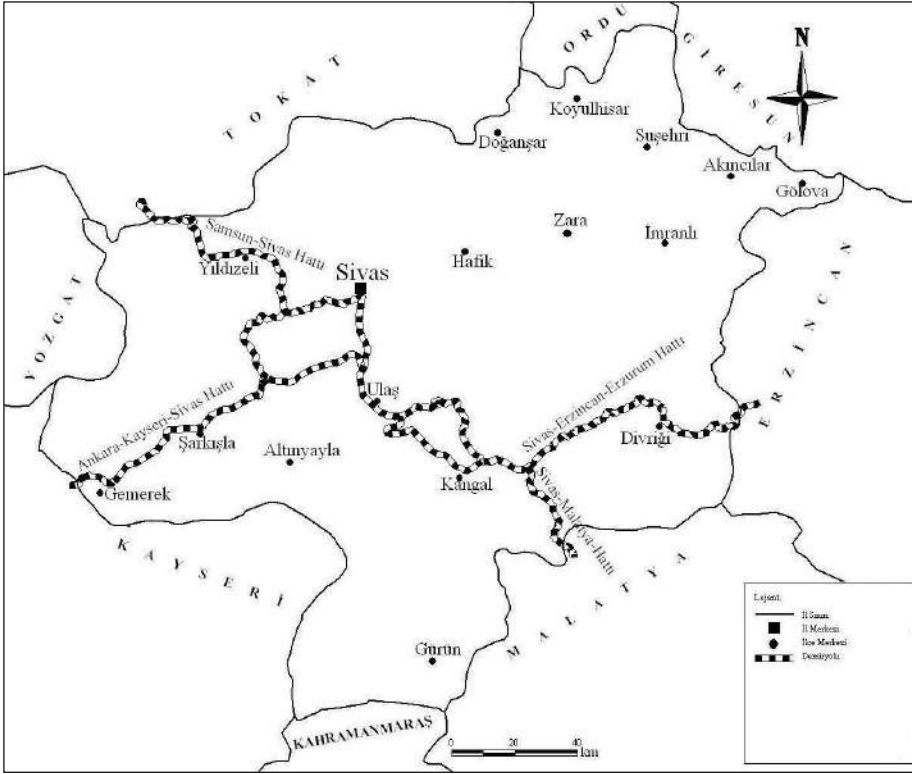 ORDU
GİRESUN
N
TOKAT
Koyulhisar
Doğanşar
Suşehri
Akıncılar
Gölova
Samsun-Sivas Hattı
Zara
İmranlı
Hafik
Yıldızeli
Sivas
YOZGAT
ERZİNCAN
Ulaş
Sivas-Erzincan-Erzurum Hattı
Ankara-Kayseri-Sivas Hattı
Şarkışla
Altınyayla
Divriği
Kangal
Gemerek
Sivas-Malatya-Hattı
KAYSERİ
MALATYA
Lejant:
İl Sınırı
İl Merkezi
İlçe Merkezi
Demiryolu
Gürün
KAHRAMANMARAŞ
0 20 40
km